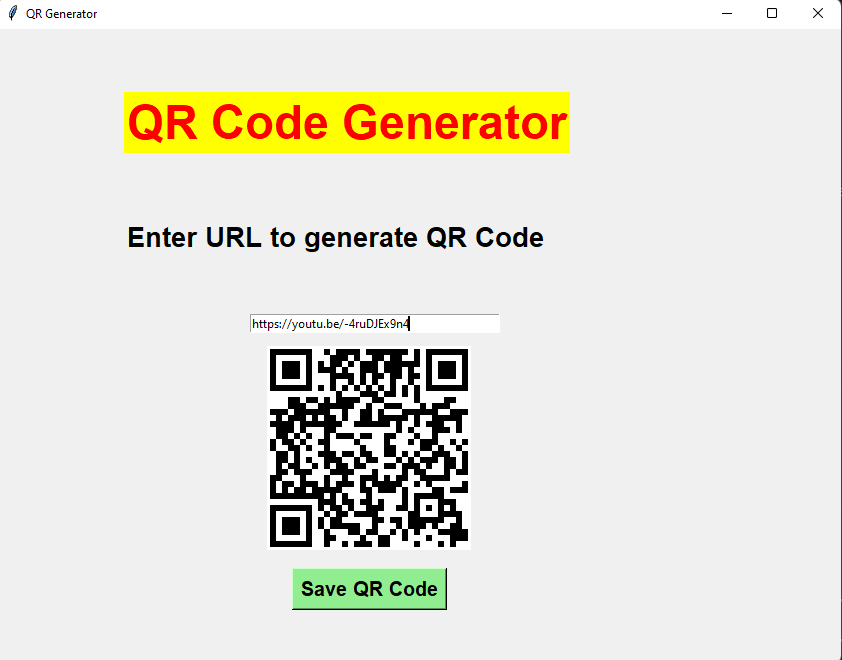 QR Generator
QR Code Generator
Enter URL to generate QR Code
https://youtu.be/-4ruDJEx9n4
Save QR Code